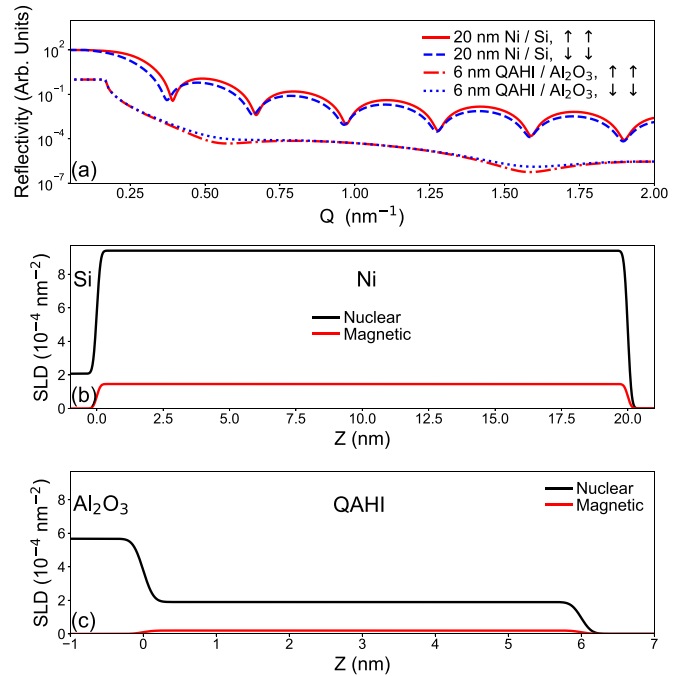 Reflectivity (Arb. Units)
10²
10⁻¹
10⁻⁴
10⁻⁷
20 nm Ni / Si, ↑ ↑
20 nm Ni / Si, ↓ ↓
6 nm QAHI / Al₂O₃, ↑ ↑
6 nm QAHI / Al₂O₃, ↓ ↓
(a)
0.25 0.50 0.75 1.00 1.25 1.50 1.75 2.00
Q (nm⁻¹)
SLD (10⁻⁴ nm⁻²)
8
6
4
2
0
Si
Ni
Nuclear
Magnetic
(b)
0.0 2.5 5.0 7.5 10.0 12.5 15.0 17.5 20.0
Z (nm)
SLD (10⁻⁴ nm⁻²)
8
6
4
2
0
Al₂O₃
QAHI
Nuclear
Magnetic
(c)
−1 0 1 2 3 4 5 6 7
Z (nm)